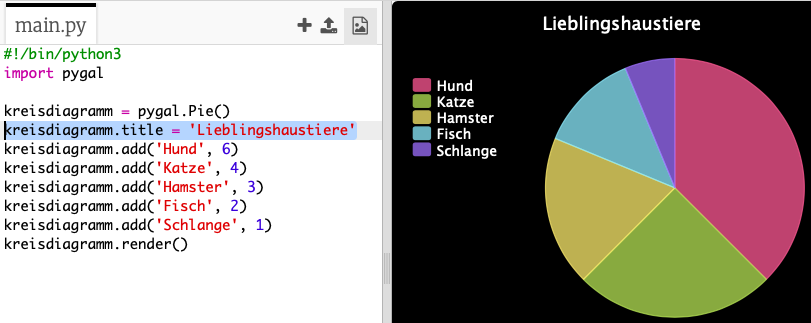 main.py
#!/bin/python3
import pygal
kreisdiagramm = pygal.Pie()
kreisdiagramm.title = 'Lieblingshaustiere'
kreisdiagramm.add('Hund', 6)
kreisdiagramm.add('Katze', 4)
kreisdiagramm.add('Hamster', 3)
kreisdiagramm.add('Fisch', 2)
kreisdiagramm.add('Schlange', 1)
kreisdiagramm.render()
Lieblingshaustiere
Hund
Katze
Hamster
Fisch
Schlange